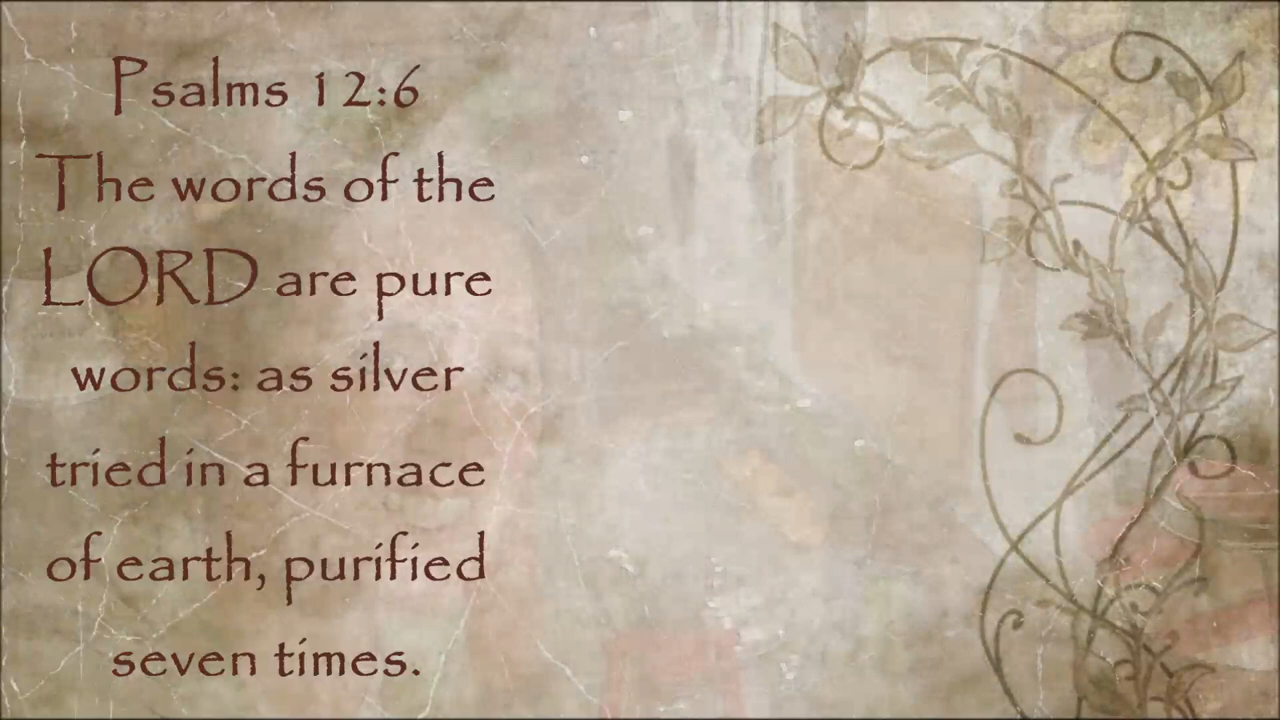 Psalms 12:6
The words of the
LORD are pure
words: as silver
tried in a furnace
of earth, purified
seven times.